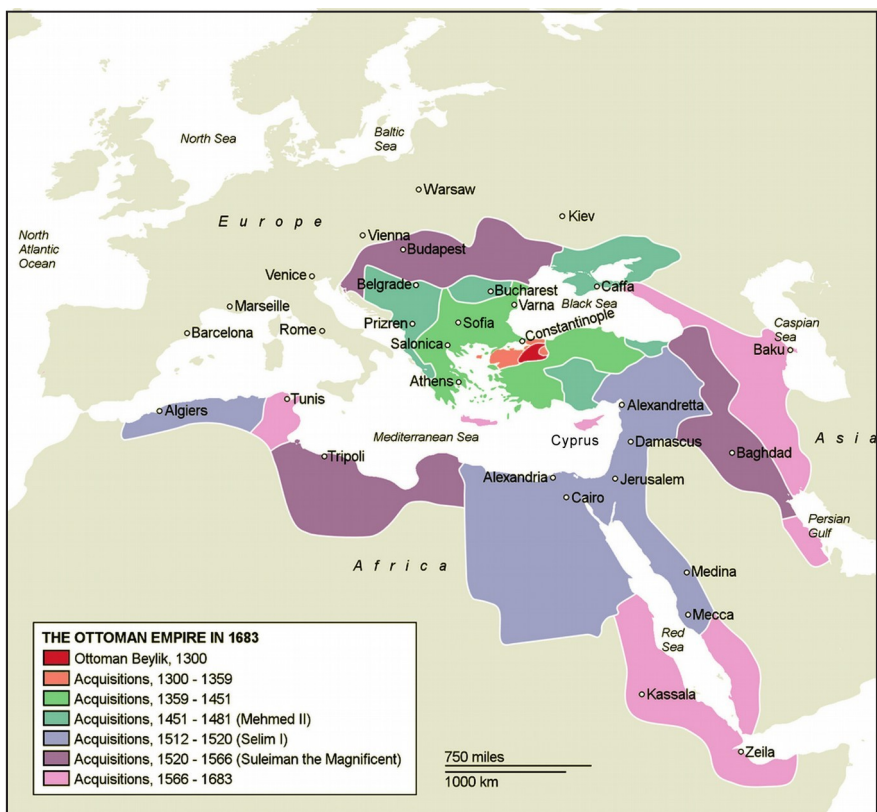 North Sea
Baltic
Sea
Warsaw
Europe
Kiev
North
Atlantic
Ocean
Vienna
Budapest
Venice
Belgrade
Bucharest
Caffa
Marseille
Varna
Black Sea
Barcelona
Rome
Prizren
Sofia
Constantinople
Caspian
Sea
Salonica
Baku
Athens
Tunis
Algiers
Alexandretta
Mediterranean Sea
Cyprus
Damascus
Asia
Tripoli
Baghdad
Alexandria
Jerusalem
Cairo
Persian
Gulf
Africa
Medina
Mecca
Red
Sea
Kassala
Zeila
THE OTTOMAN EMPIRE IN 1683
Ottoman Beylik, 1300
Acquisitions, 1300 - 1359
Acquisitions, 1359 - 1451
Acquisitions, 1451 - 1481 (Mehmed II)
Acquisitions, 1512 - 1520 (Selim I)
Acquisitions, 1520 - 1566 (Suleiman the Magnificent)
Acquisitions, 1566 - 1683
750 miles
1000 km